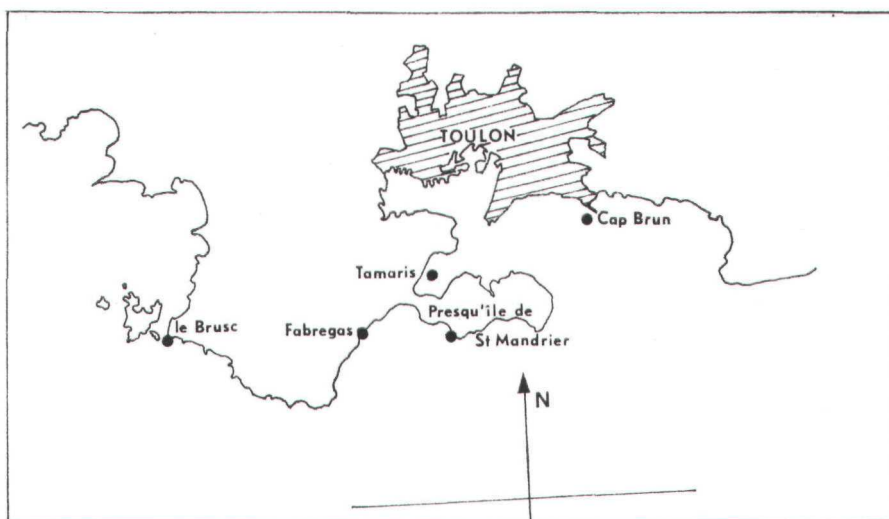 TOULON
Cap Brun
Tamaris
Presqu'île de
le Brusc
Fabregas
St Mandrier
N